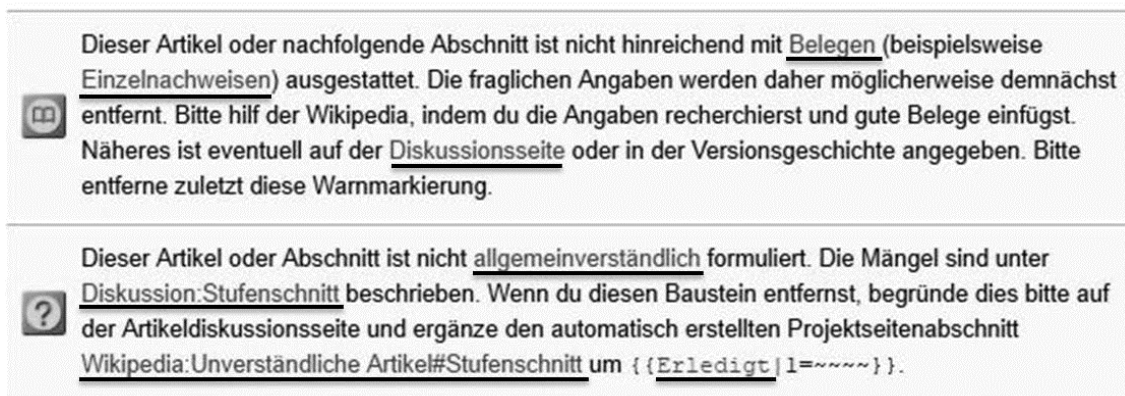 Dieser Artikel oder nachfolgende Abschnitt ist nicht hinreichend mit Belegen (beispielsweise
Einzelnachweisen) ausgestattet. Die fraglichen Angaben werden daher möglicherweise demnächst
entfernt. Bitte hilf der Wikipedia, indem du die Angaben recherchierst und gute Belege einfügst.
Näheres ist eventuell auf der Diskussionsseite oder in der Versionsgeschichte angegeben. Bitte
entferne zuletzt diese Warnmarkierung.
Dieser Artikel oder Abschnitt ist nicht allgemeinverständlich formuliert. Die Mängel sind unter
Diskussion:Stufenschnitt beschrieben. Wenn du diesen Baustein entfernst, begründe dies bitte auf
? der Artikeldiskussionsseite und ergänze den automatisch erstellten Projektseitenabschnitt
Wikipedia:Unverständliche Artikel#Stufenschnitt um {{Erledigt|1=~~~~}}.